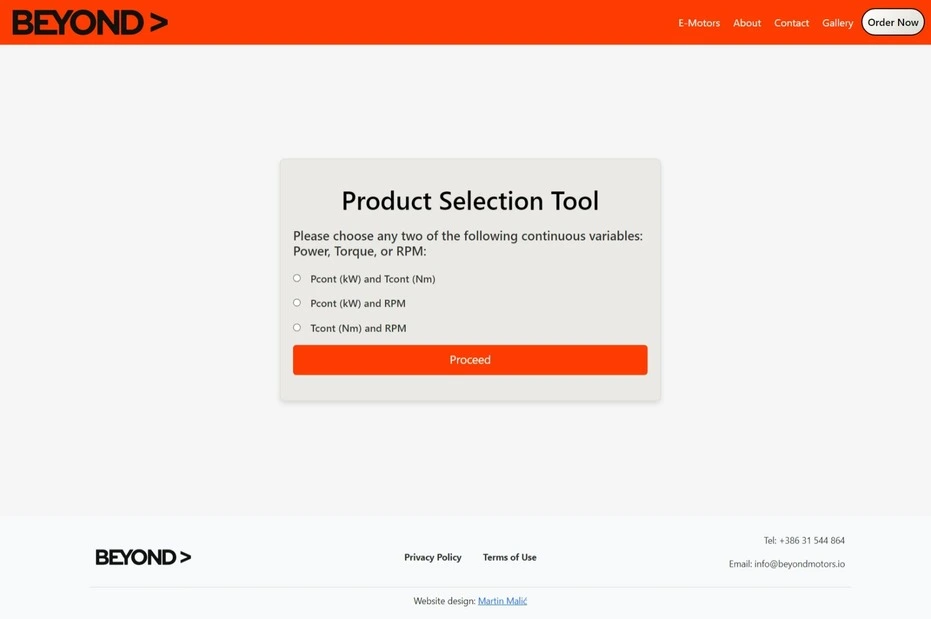 BEYOND >
E-Motors About Contact Gallery Order Now
Product Selection Tool
Please choose any two of the following continuous variables:
Power, Torque, or RPM:
Pcont (kW) and Tcont (Nm)
Pcont (kW) and RPM
Tcont (Nm) and RPM
Proceed
Tel: +386 31 544 864
BEYOND >
Privacy Policy Terms of Use
Email: info@beyondmotors.io
Website design: Martin Malić